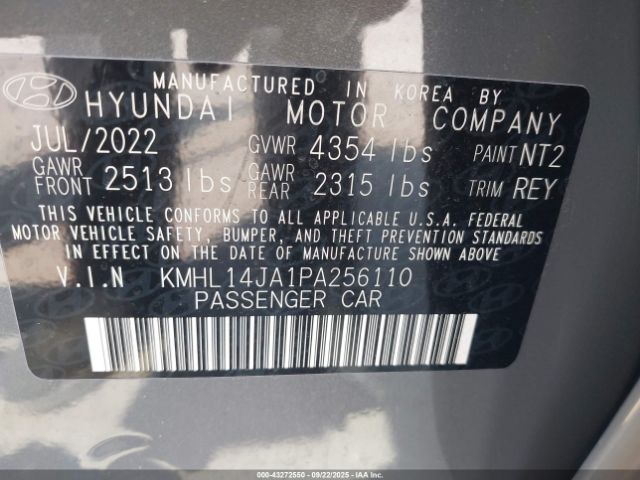 MANUFACTURED IN KOREA BY
HYUNDAI MOTOR COMPANY
JUL/2022 GVWR 4354 lbs PAINT NT2
GAWR FRONT 2513 lbs GAWR REAR 2315 lbs TRIM REY
THIS VEHICLE CONFORMS TO ALL APPLICABLE U.S.A. FEDERAL
MOTOR VEHICLE SAFETY, BUMPER, AND THEFT PREVENTION STANDARDS
IN EFFECT ON THE DATE OF MANUFACTURE SHOWN ABOVE
V.I.N KMHL14JA1PA256110
PASSENGER CAR
000-43272550 - 09/22/2025 - IAAI.COM